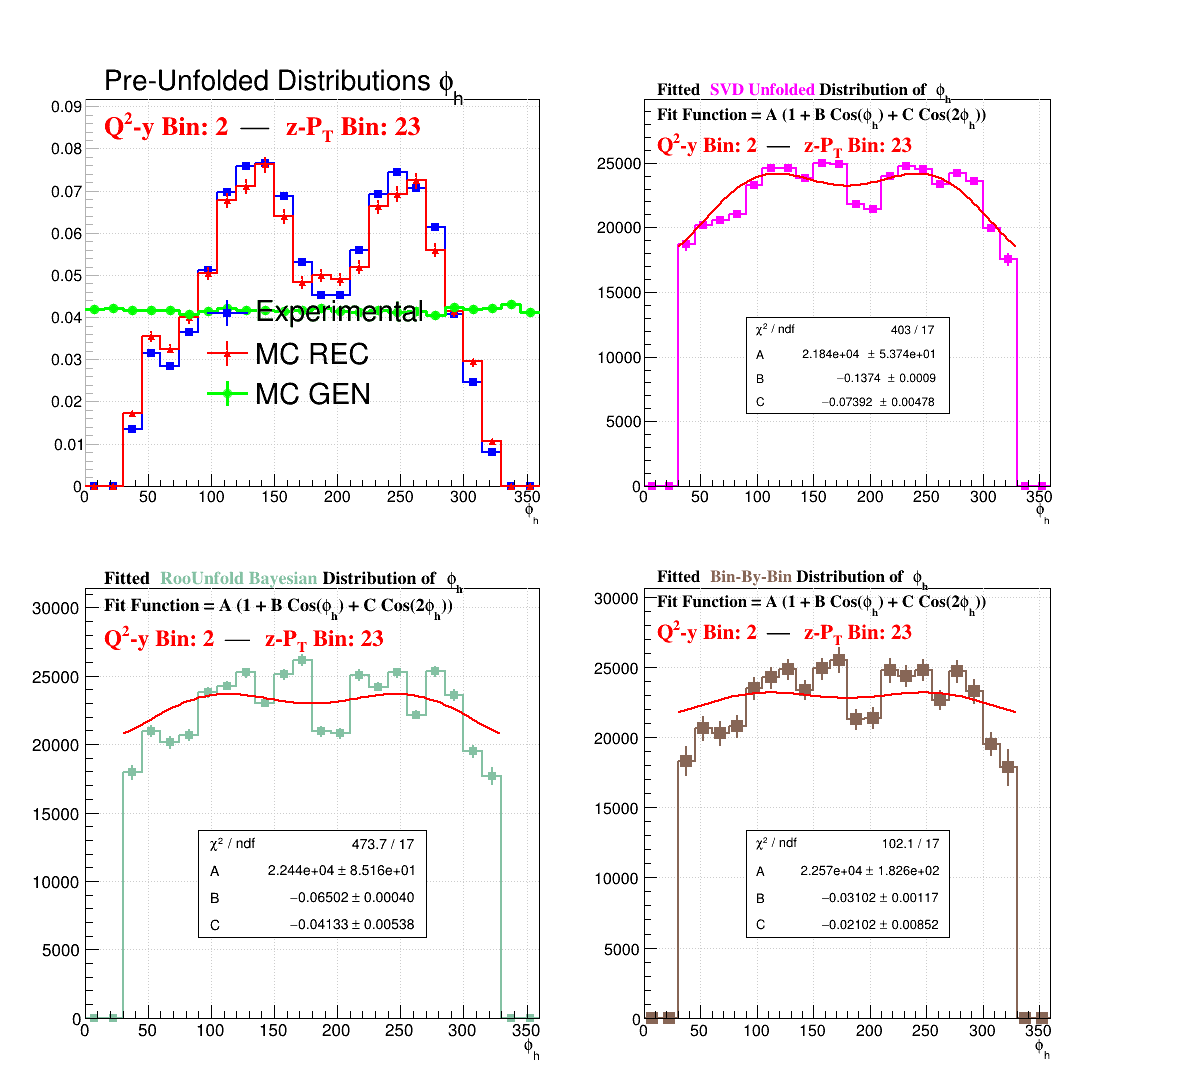 Pre-Unfolded Distributions ϕh
Q²-y Bin: 2 — z-PT Bin: 23
0.09
0.08
0.07
0.06
0.05
0.04
0.03
0.02
0.01
0
Experimental
MC REC
MC GEN
0 50 100 150 200 250 300 350
ϕh
Fitted SVD Unfolded Distribution of ϕh
Fit Function = A (1 + B Cos(ϕh) + C Cos(2ϕh))
Q²-y Bin: 2 — z-PT Bin: 23
25000
20000
15000
10000
5000
0
χ² / ndf 403 / 17
A 2.184e+04 ± 5.374e+01
B −0.1374 ± 0.0009
C −0.07392 ± 0.00478
0 50 100 150 200 250 300 350
ϕh
Fitted RooUnfold Bayesian Distribution of ϕh
Fit Function = A (1 + B Cos(ϕh) + C Cos(2ϕh))
Q²-y Bin: 2 — z-PT Bin: 23
30000
25000
20000
15000
10000
5000
0
χ² / ndf 473.7 / 17
A 2.244e+04 ± 8.516e+01
B −0.06502 ± 0.00040
C −0.04133 ± 0.00538
0 50 100 150 200 250 300 350
ϕh
Fitted Bin-By-Bin Distribution of ϕh
Fit Function = A (1 + B Cos(ϕh) + C Cos(2ϕh))
Q²-y Bin: 2 — z-PT Bin: 23
30000
25000
20000
15000
10000
5000
0
χ² / ndf 102.1 / 17
A 2.257e+04 ± 1.826e+02
B −0.03102 ± 0.00117
C −0.02102 ± 0.00852
0 50 100 150 200 250 300 350
ϕh